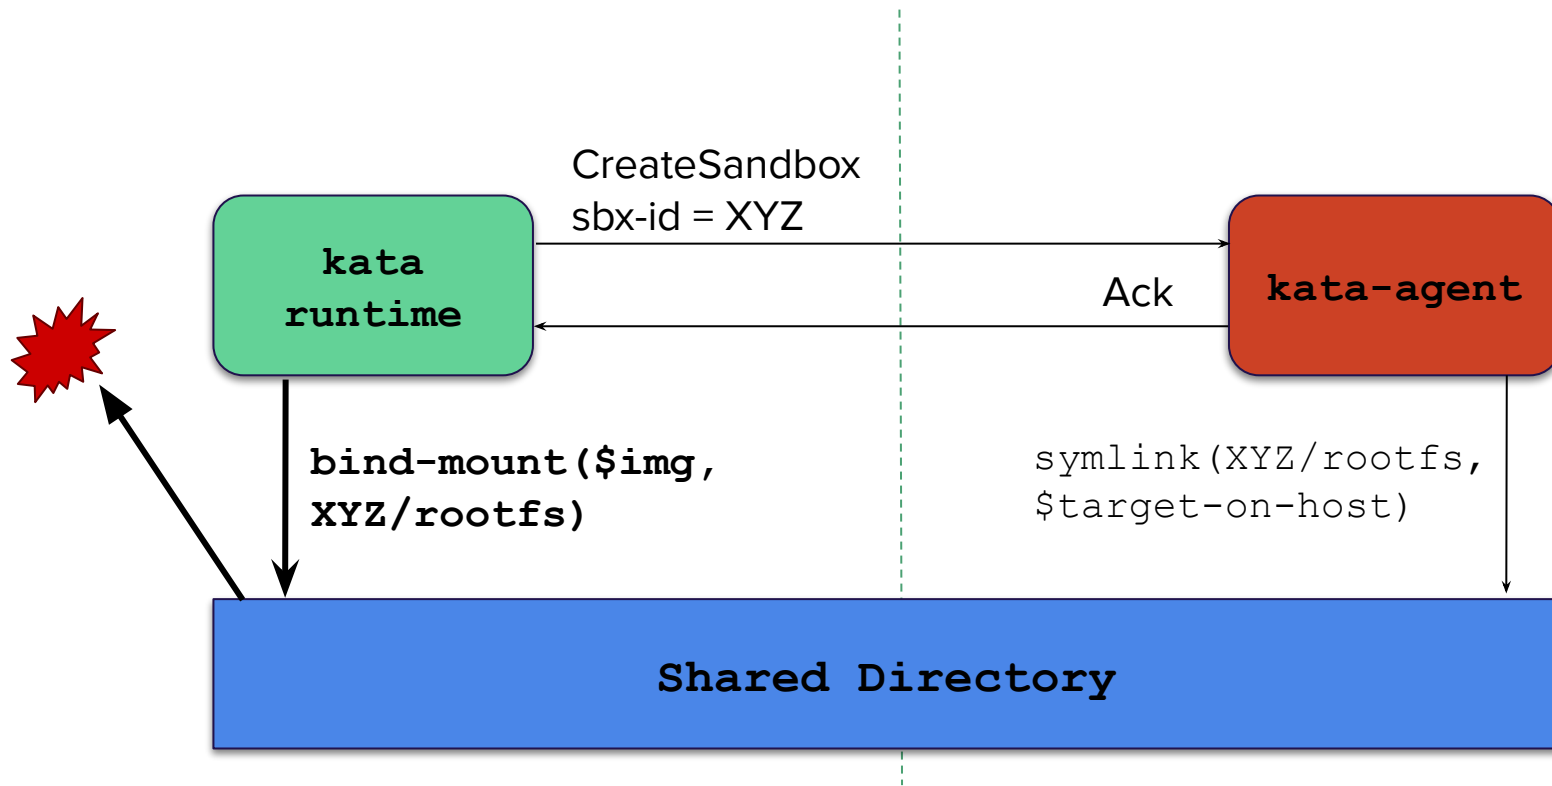 CreateSandbox
sbx-id = XYZ
kata
runtime
Ack
kata-agent
bind-mount($img,
XYZ/rootfs)
symlink(XYZ/rootfs,
$target-on-host)
Shared Directory